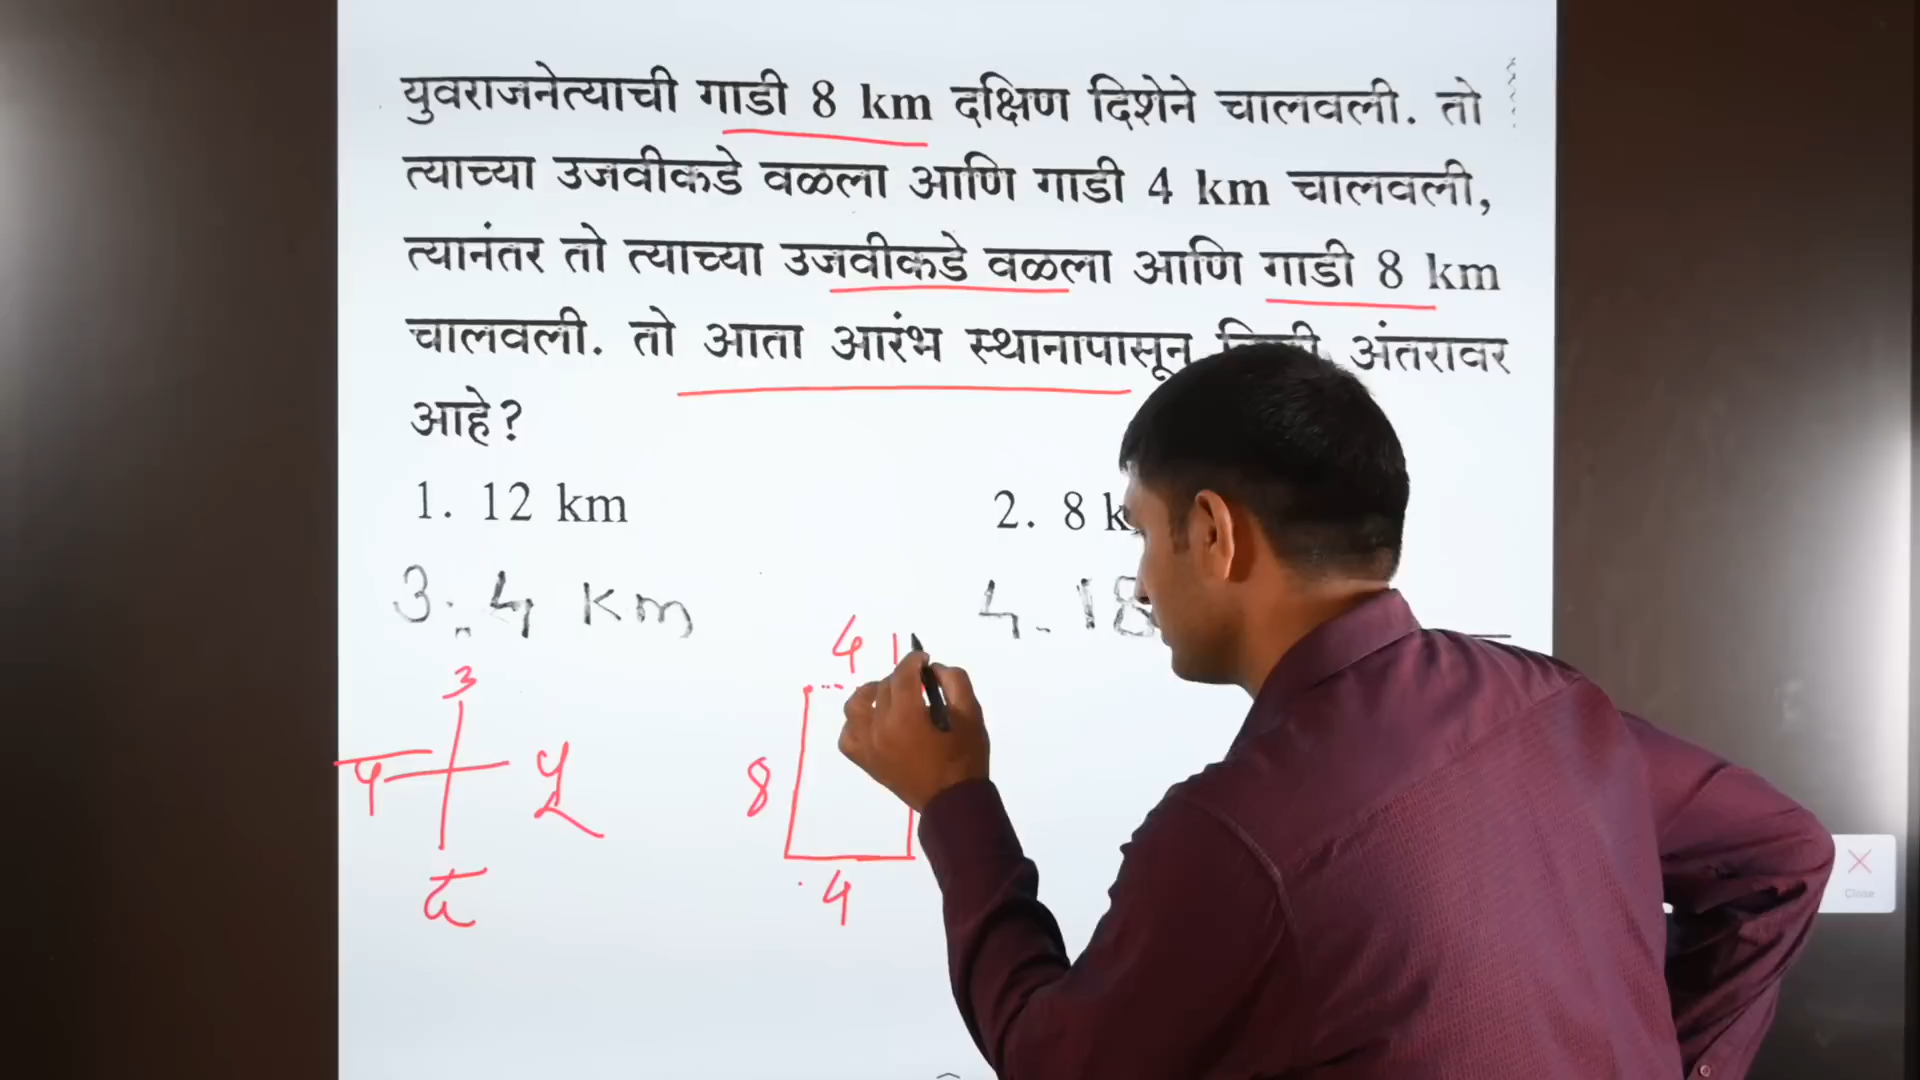 युवराजनेत्याची गाडी 8 km दक्षिण दिशेने चालवली. तो
त्याच्या उजवीकडे वळला आणि गाडी 4 km चालवली,
त्यानंतर तो त्याच्या उजवीकडे वळला आणि गाडी 8 km
चालवली. तो आता आरंभ स्थानापासून अंतरावर
आहे?
1. 12 km
2. 8 k
3. 4 km
4. 18
4
उ
प
पू
8
द
4
Close